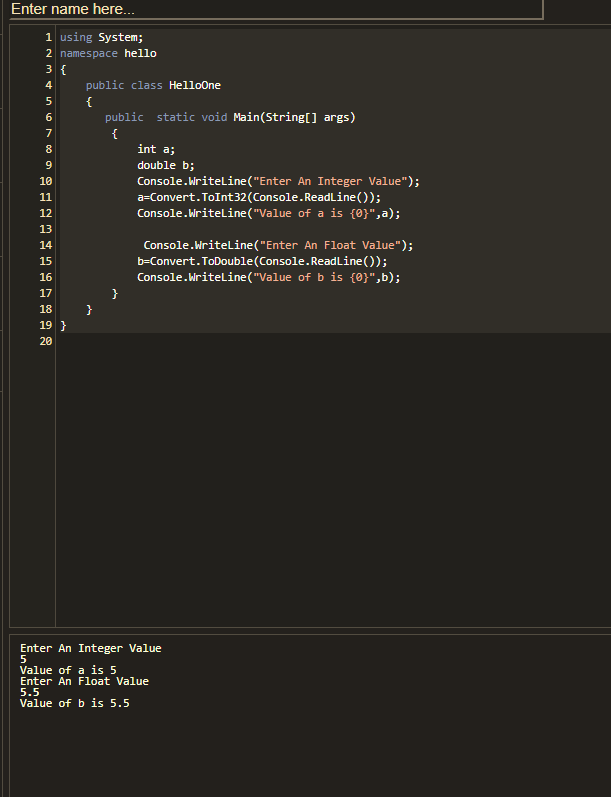 Enter name here...
1 using System;
2 namespace hello
3 {
4     public class HelloOne
5     {
6        public  static void Main(String[] args)
7         {
8             int a;
9             double b;
10             Console.WriteLine("Enter An Integer Value");
11             a=Convert.ToInt32(Console.ReadLine());
12             Console.WriteLine("Value of a is {0}",a);
13
14              Console.WriteLine("Enter An Float Value");
15             b=Convert.ToDouble(Console.ReadLine());
16             Console.WriteLine("Value of b is {0}",b);
17         }
18     }
19 }
20
Enter An Integer Value
5
Value of a is 5
Enter An Float Value
5.5
Value of b is 5.5